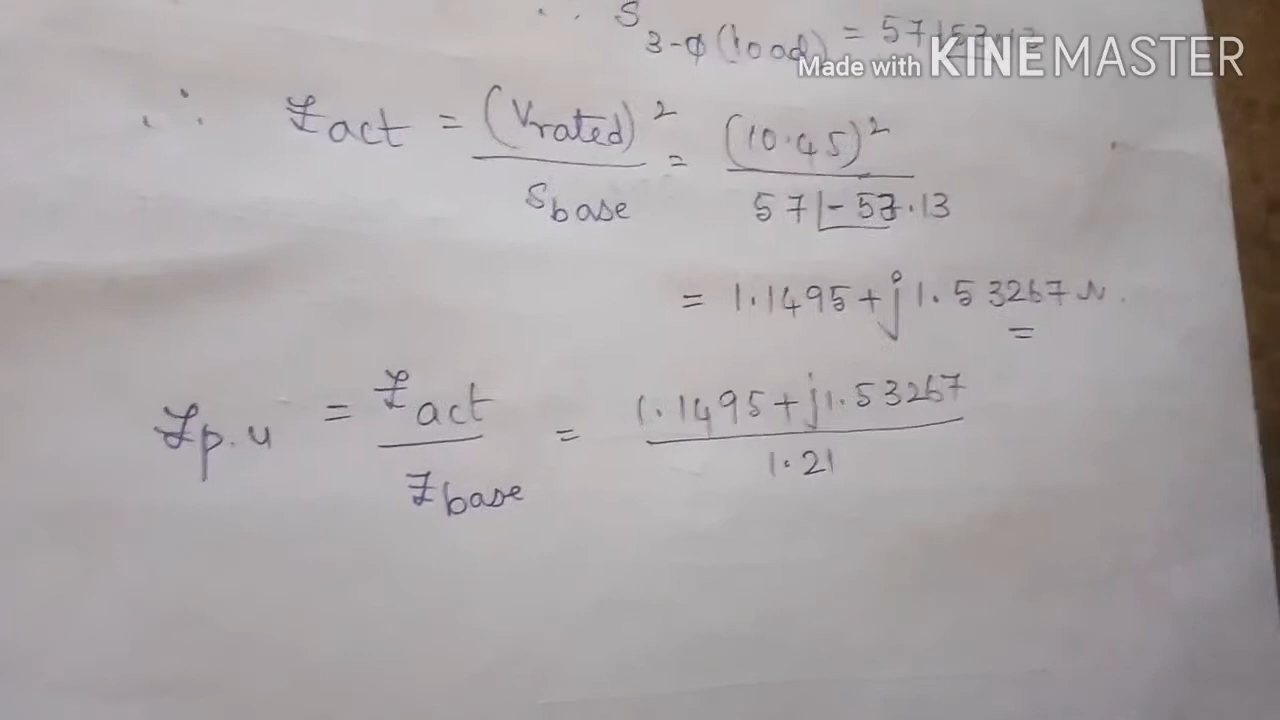 ∴ S 3-φ (load) = 57
Made with KINEMASTER
∴ Zact = (Vrated)² / Sbase = (10.45)² / 57∠-53.13
= 1.1495 + j1.53267 Ω.
Zp.u = Zact / Zbase = 1.1495 + j1.53267 / 1.21